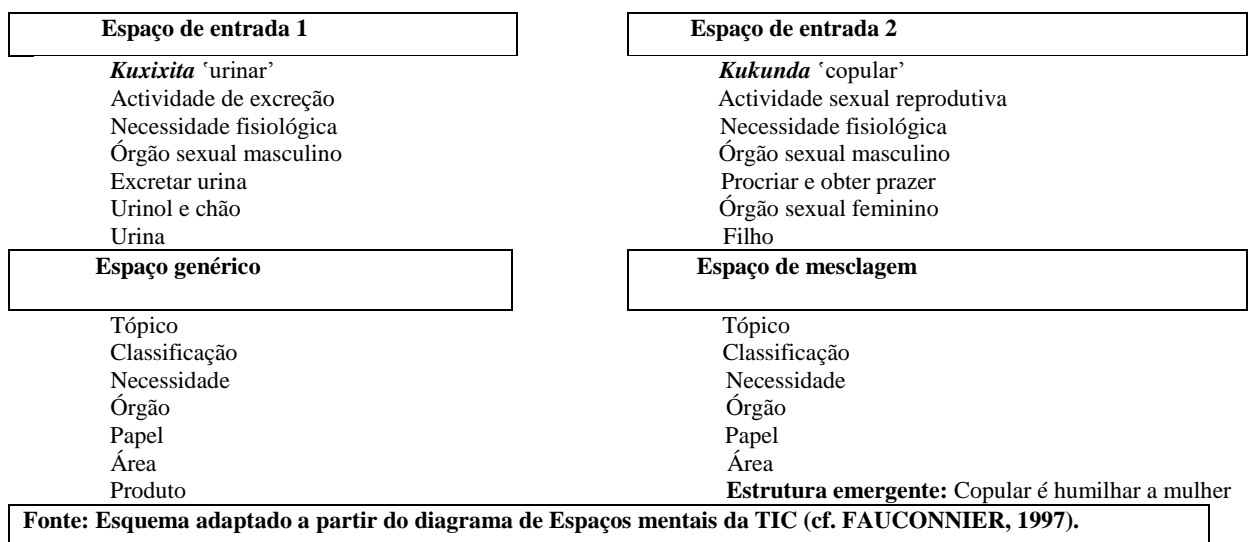 Espaço de entrada 1
Kuxixita ‛urinar’
Actividade de excreção
Necessidade fisiológica
Órgão sexual masculino
Excretar urina
Urinol e chão
Urina
Espaço de entrada 2
Kukunda ‛copular’
Actividade sexual reprodutiva
Necessidade fisiológica
Órgão sexual masculino
Procriar e obter prazer
Órgão sexual feminino
Filho
Espaço genérico
Tópico
Classificação
Necessidade
Órgão
Papel
Área
Produto
Espaço de mesclagem
Tópico
Classificação
Necessidade
Órgão
Papel
Área
Estrutura emergente: Copular é humilhar a mulher
Fonte: Esquema adaptado a partir do diagrama de Espaços mentais da TIC (cf. FAUCONNIER, 1997).